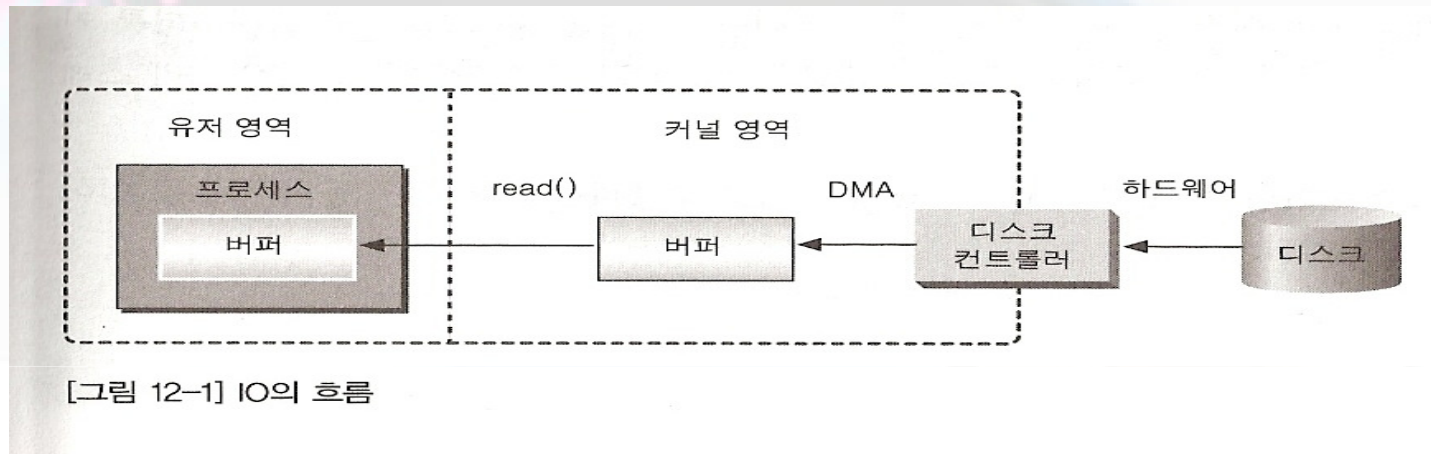 유저 영역
커널 영역
프로세스
버퍼
read()
버퍼
DMA
디스크
컨트롤러
하드웨어
디스크
[그림 12-1] IO의 흐름